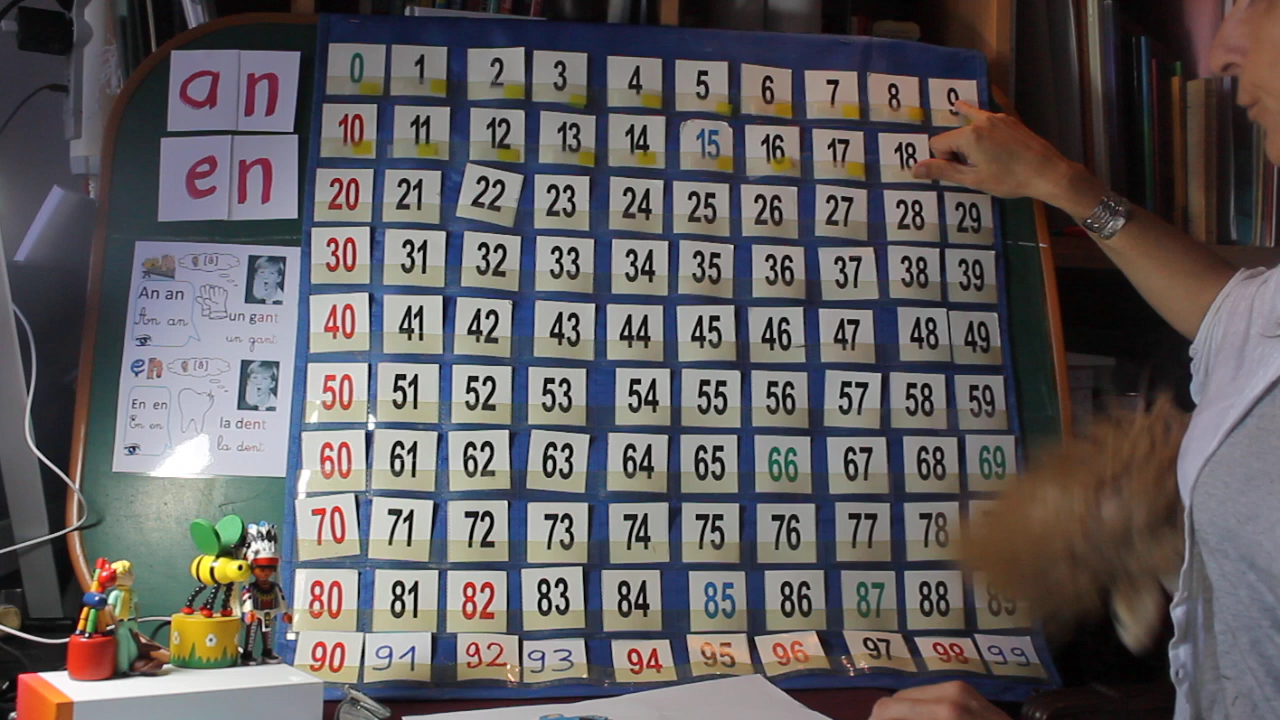 an
en
0 1 2 3 4 5 6 7 8 9
10 11 12 13 14 15 16 17 18
20 21 22 23 24 25 26 27 28 29
30 31 32 33 34 35 36 37 38 39
40 41 42 43 44 45 46 47 48 49
50 51 52 53 54 55 56 57 58 59
60 61 62 63 64 65 66 67 68 69
70 71 72 73 74 75 76 77 78
80 81 82 83 84 85 86 87 88 89
90 91 92 93 94 95 96 97 98 99
[ã]
An an
An an
un gant
un gant
en [ã]
En en
En en
la dent
la dent